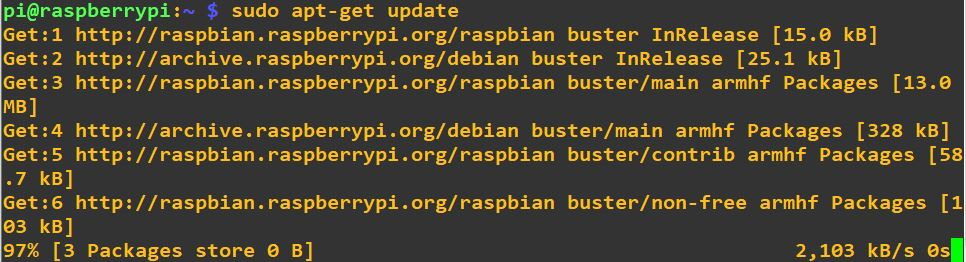 pi@raspberrypi:~ $ sudo apt-get update
Get:1 http://raspbian.raspberrypi.org/raspbian buster InRelease [15.0 kB]
Get:2 http://archive.raspberrypi.org/debian buster InRelease [25.1 kB]
Get:3 http://raspbian.raspberrypi.org/raspbian buster/main armhf Packages [13.0
MB]
Get:4 http://archive.raspberrypi.org/debian buster/main armhf Packages [328 kB]
Get:5 http://raspbian.raspberrypi.org/raspbian buster/contrib armhf Packages [58
.7 kB]
Get:6 http://raspbian.raspberrypi.org/raspbian buster/non-free armhf Packages [1
03 kB]
97% [3 Packages store 0 B] 2,103 kB/s 0s